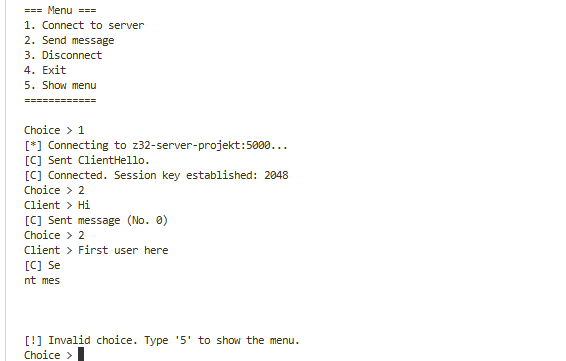 === Menu ===
1. Connect to server
2. Send message
3. Disconnect
4. Exit
5. Show menu
============
Choice > 1
[*] Connecting to z32-server-projekt:5000...
[C] Sent ClientHello.
[C] Connected. Session key established: 2048
Choice > 2
Client > Hi
[C] Sent message (No. 0)
Choice > 2
Client > First user here
[C] Se
nt mes
[!] Invalid choice. Type '5' to show the menu.
Choice >